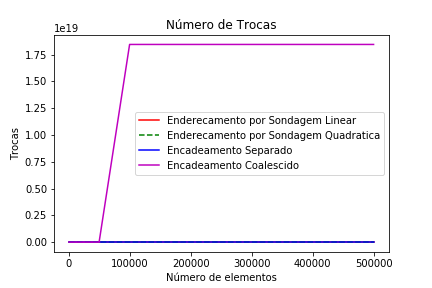 Número de Trocas
1e19
1.75
1.50
1.25
1.00
0.75
0.50
0.25
0.00
Trocas
Enderecamento por Sondagem Linear
Enderecamento por Sondagem Quadratica
Encadeamento Separado
Encadeamento Coalescido
0
100000
200000
300000
400000
500000
Número de elementos